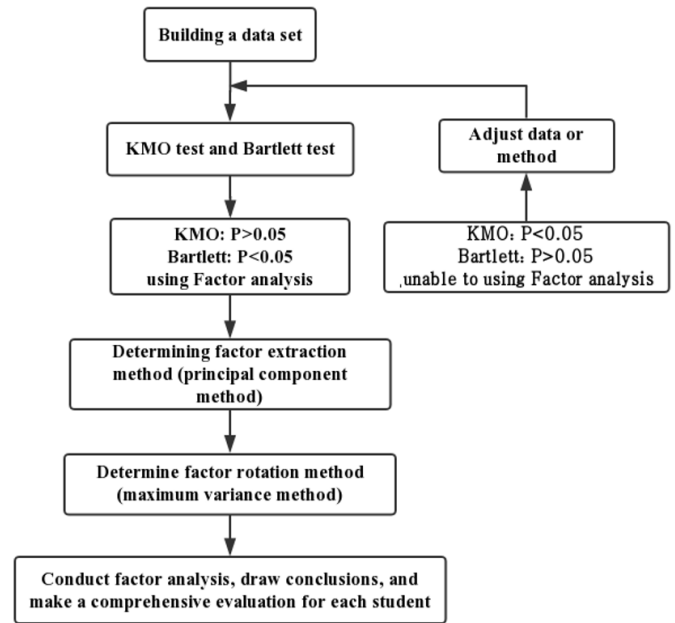 Building a data set
KMO test and Bartlett test
Adjust data or
method
KMO: P>0.05
Bartlett: P<0.05
using Factor analysis
KMO: P<0.05
Bartlett: P>0.05
,unable to using Factor analysis
Determining factor extraction
method (principal component
method)
Determine factor rotation method
(maximum variance method)
Conduct factor analysis, draw conclusions, and
make a comprehensive evaluation for each student